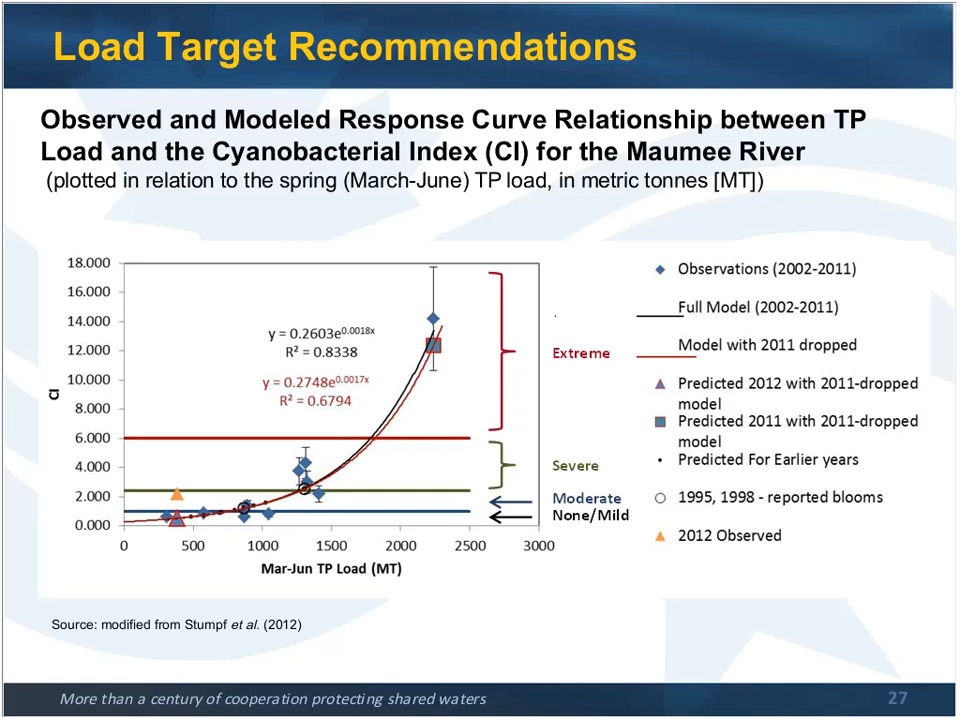 Load Target Recommendations
Observed and Modeled Response Curve Relationship between TP
Load and the Cyanobacterial Index (CI) for the Maumee River
(plotted in relation to the spring (March-June) TP load, in metric tonnes [MT])
18.000
16.000
14.000
12.000
10.000
8.000
6.000
4.000
2.000
0.000
CI
y = 0.2603e0.0018x
R² = 0.8338
y = 0.2748e0.0017x
R² = 0.6794
0 500 1000 1500 2000 2500 3000
Mar-Jun TP Load (MT)
Extreme
Severe
Moderate
None/Mild
Observations (2002-2011)
Full Model (2002-2011)
Model with 2011 dropped
Predicted 2012 with 2011-dropped
model
Predicted 2011 with 2011-dropped
model
Predicted For Earlier years
1995, 1998 - reported blooms
2012 Observed
Source: modified from Stumpf et al. (2012)
More than a century of cooperation protecting shared waters
27